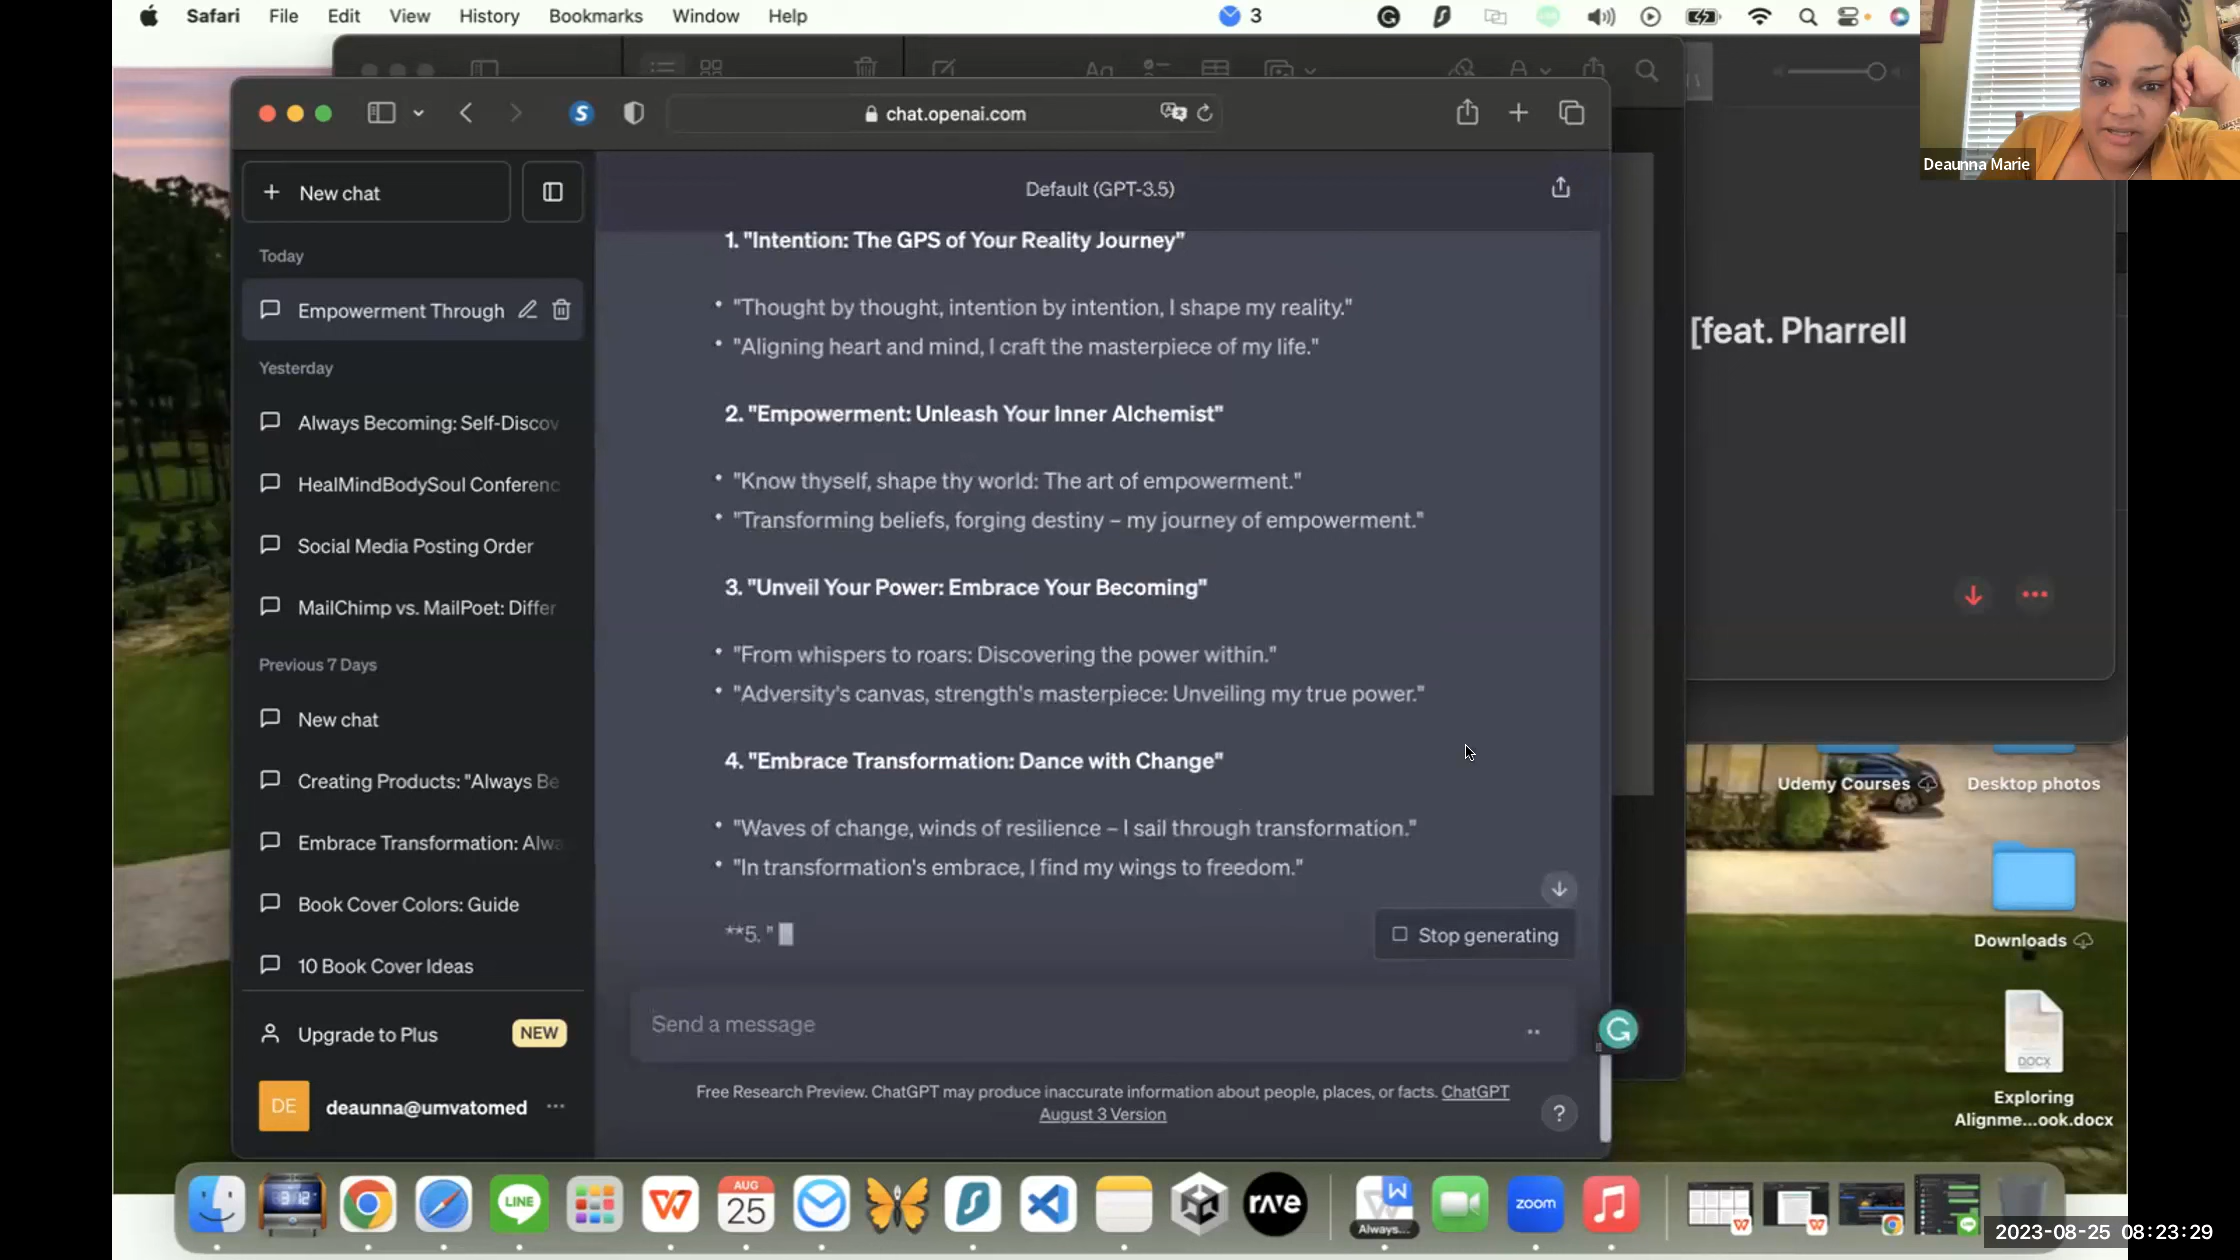 Safari File Edit View History Bookmarks Window Help
3
Deaunna Marie
chat.openai.com
New chat
Default (GPT-3.5)
Today
Empowerment Through
Yesterday
Always Becoming: Self-Discov
HealMindBodySoul Conferenc
Social Media Posting Order
MailChimp vs. MailPoet: Differ
Previous 7 Days
New chat
Creating Products: "Always Be
Embrace Transformation: Alwa
Book Cover Colors: Guide
10 Book Cover Ideas
Upgrade to Plus NEW
DE deaunna@umvatomed
1. "Intention: The GPS of Your Reality Journey"
• "Thought by thought, intention by intention, I shape my reality."
• "Aligning heart and mind, I craft the masterpiece of my life."
2. "Empowerment: Unleash Your Inner Alchemist"
• "Know thyself, shape thy world: The art of empowerment."
• "Transforming beliefs, forging destiny – my journey of empowerment."
3. "Unveil Your Power: Embrace Your Becoming"
• "From whispers to roars: Discovering the power within."
• "Adversity's canvas, strength's masterpiece: Unveiling my true power."
4. "Embrace Transformation: Dance with Change"
• "Waves of change, winds of resilience – I sail through transformation."
• "In transformation's embrace, I find my wings to freedom."
**5. "
Stop generating
Send a message
Free Research Preview. ChatGPT may produce inaccurate information about people, places, or facts. ChatGPT
August 3 Version
?
[feat. Pharrell
Udemy Courses
Desktop photos
Downloads
DOCX
Exploring
Alignme...ook.docx
LINE
AUG
25
rave
Always...
zoom
2023-08-25 08:23:29